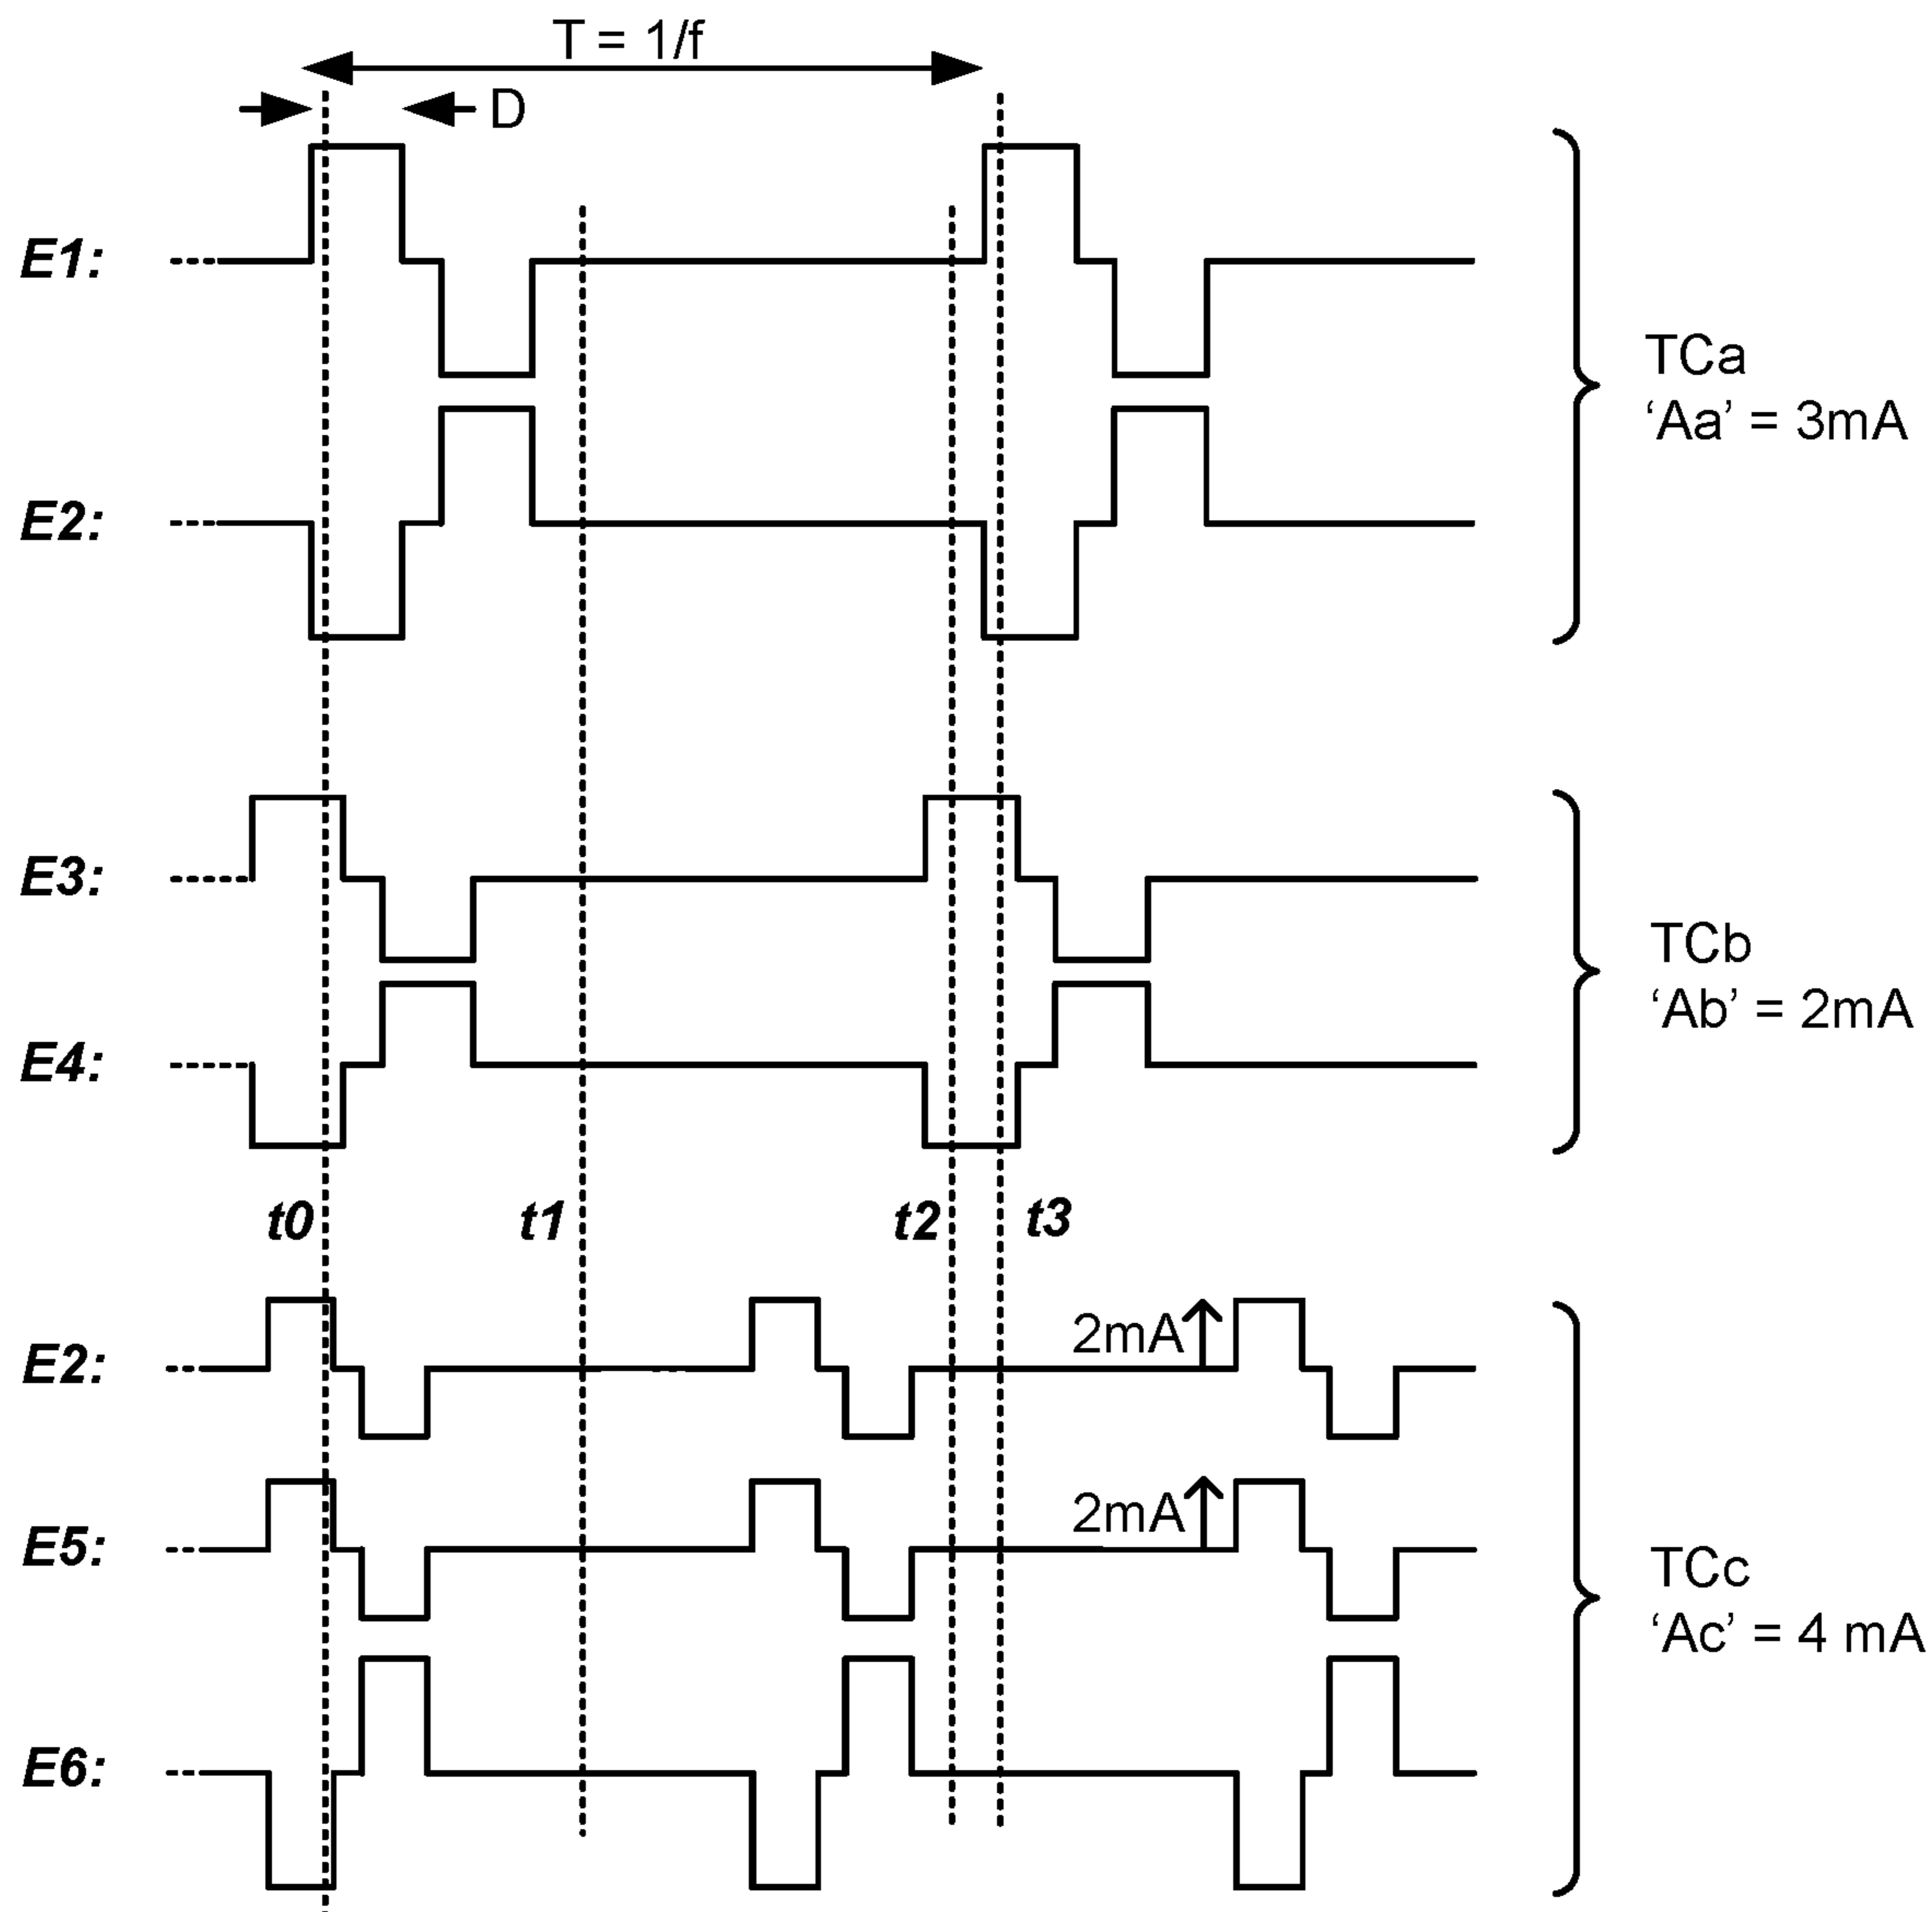 T = 1/f
D
E1:
TCa
‘Aa’ = 3mA
E2:
E3:
TCb
‘Ab’ = 2mA
E4:
t0
t1
t2
t3
E2:
2mA
E5:
2mA
TCc
‘Ac’ = 4 mA
E6: